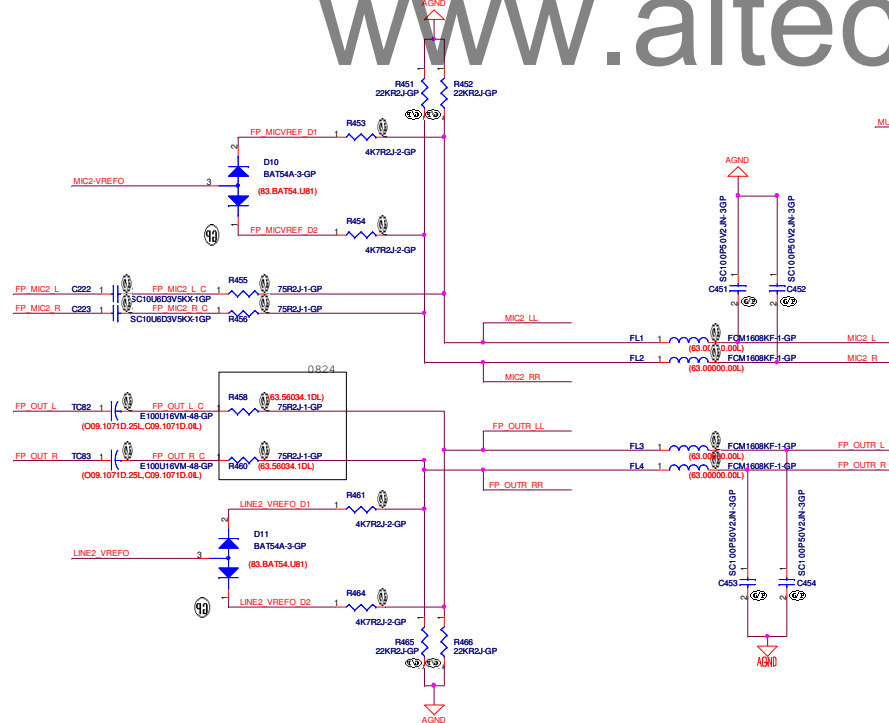 www.altec
AGND
R451
22KR2J-GP
R452
22KR2J-GP
MU
FP_MICVREF_D1
R453
4K7R2J-2-GP
D10
BAT54A-3-GP
(83.BAT54.U81)
MIC2-VREFO
3
2
1
FP_MICVREF_D2
R454
4K7R2J-2-GP
AGND
SC100P50V2JN-3GP
SC100P50V2JN-3GP
C451
C452
FP_MIC2_L
C222
SC10U6D3V5KX-1GP
FP_MIC2_L_C
R455
75R2J-1-GP
FP_MIC2_R
C223
SC10U6D3V5KX-1GP
FP_MIC2_R_C
R456
75R2J-1-GP
MIC2_LL
FL1
FCM1608KF-1-GP
MIC2_L
FL2
FCM1608KF-1-GP
(63.00000.00L)
MIC2_R
MIC2_RR
0824
FP_OUT_L
TC82
E100U16VM-48-GP
FP_OUT_L_C
R458
(63.56034.1DL)
75R2J-1-GP
(O09.1071D.25L,C09.1071D.0IL)
FP_OUTR_LL
FP_OUT_R
TC83
E100U16VM-48-GP
FP_OUT_R_C
R460
75R2J-1-GP
(63.56034.1DL)
(O09.1071D.25L,C09.1071D.0IL)
FL3
FCM1608KF-1-GP
FP_OUTR_L
FL4
FCM1608KF-1-GP
(63.00000.00L)
FP_OUTR_R
FP_OUTR_RR
LINE2_VREFO_D1
R461
4K7R2J-2-GP
D11
BAT54A-3-GP
(83.BAT54.U81)
LINE2_VREFO
3
2
1
LINE2_VREFO_D2
R464
4K7R2J-2-GP
SC100P50V2JN-3GP
SC100P50V2JN-3GP
C453
C454
R465
22KR2J-GP
R466
22KR2J-GP
AGND
AGND